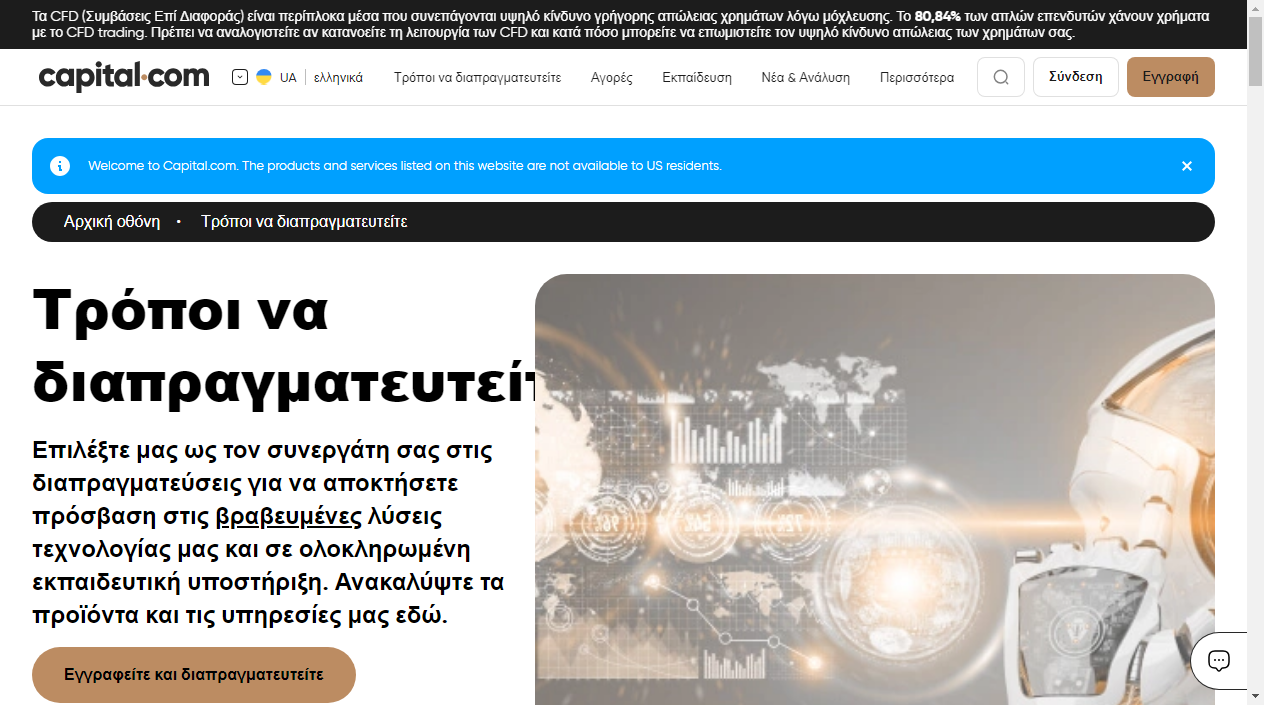 Τα CFD (Συμβάσεις Επί Διαφοράς) είναι περίπλοκα μέσα που συνεπάγονται υψηλό κίνδυνο γρήγορης απώλειας χρημάτων λόγω μόχλευσης. Το 80,84% των απλών επενδυτών χάνουν χρήματα
με το CFD trading. Πρέπει να αναλογιστείτε αν κατανοείτε τη λειτουργία των CFD και κατά πόσο μπορείτε να επωμιστείτε τον υψηλό κίνδυνο απώλειας των χρημάτων σας.
capital.com UA ελληνικά Τρόποι να διαπραγματευτείτε Αγορές Εκπαίδευση Νέα & Ανάλυση Περισσότερα Σύνδεση Εγγραφή
Welcome to Capital.com. The products and services listed on this website are not available to US residents.
Αρχική οθόνη • Τρόποι να διαπραγματευτείτε
Τρόποι να
διαπραγματευτείτ
Επιλέξτε μας ως τον συνεργάτη σας στις
διαπραγματεύσεις για να αποκτήσετε
πρόσβαση στις βραβευμένες λύσεις
τεχνολογίας μας και σε ολοκληρωμένη
εκπαιδευτική υποστήριξη. Ανακαλύψτε τα
προϊόντα και τις υπηρεσίες μας εδώ.
Εγγραφείτε και διαπραγματευτείτε